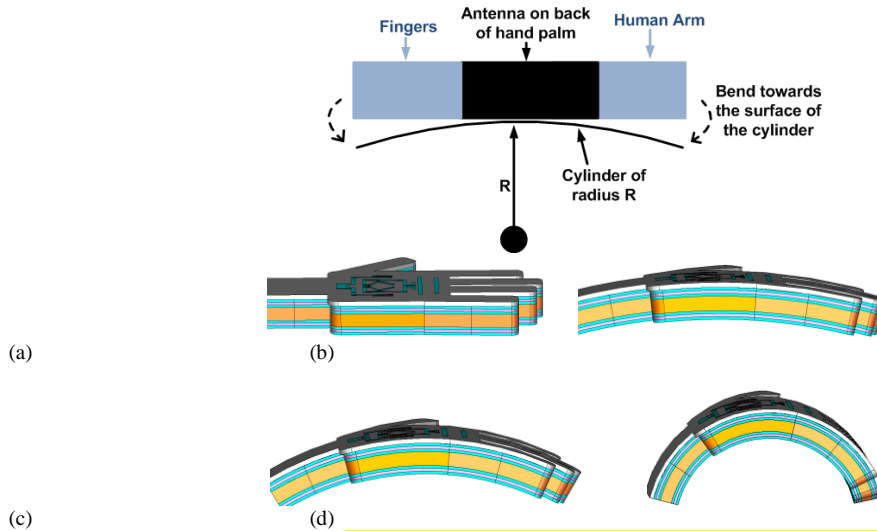 Fingers
Antenna on back
of hand palm
Human Arm
Bend towards
the surface of
the cylinder
R
Cylinder of
radius R
(a)
(b)
(c)
(d)